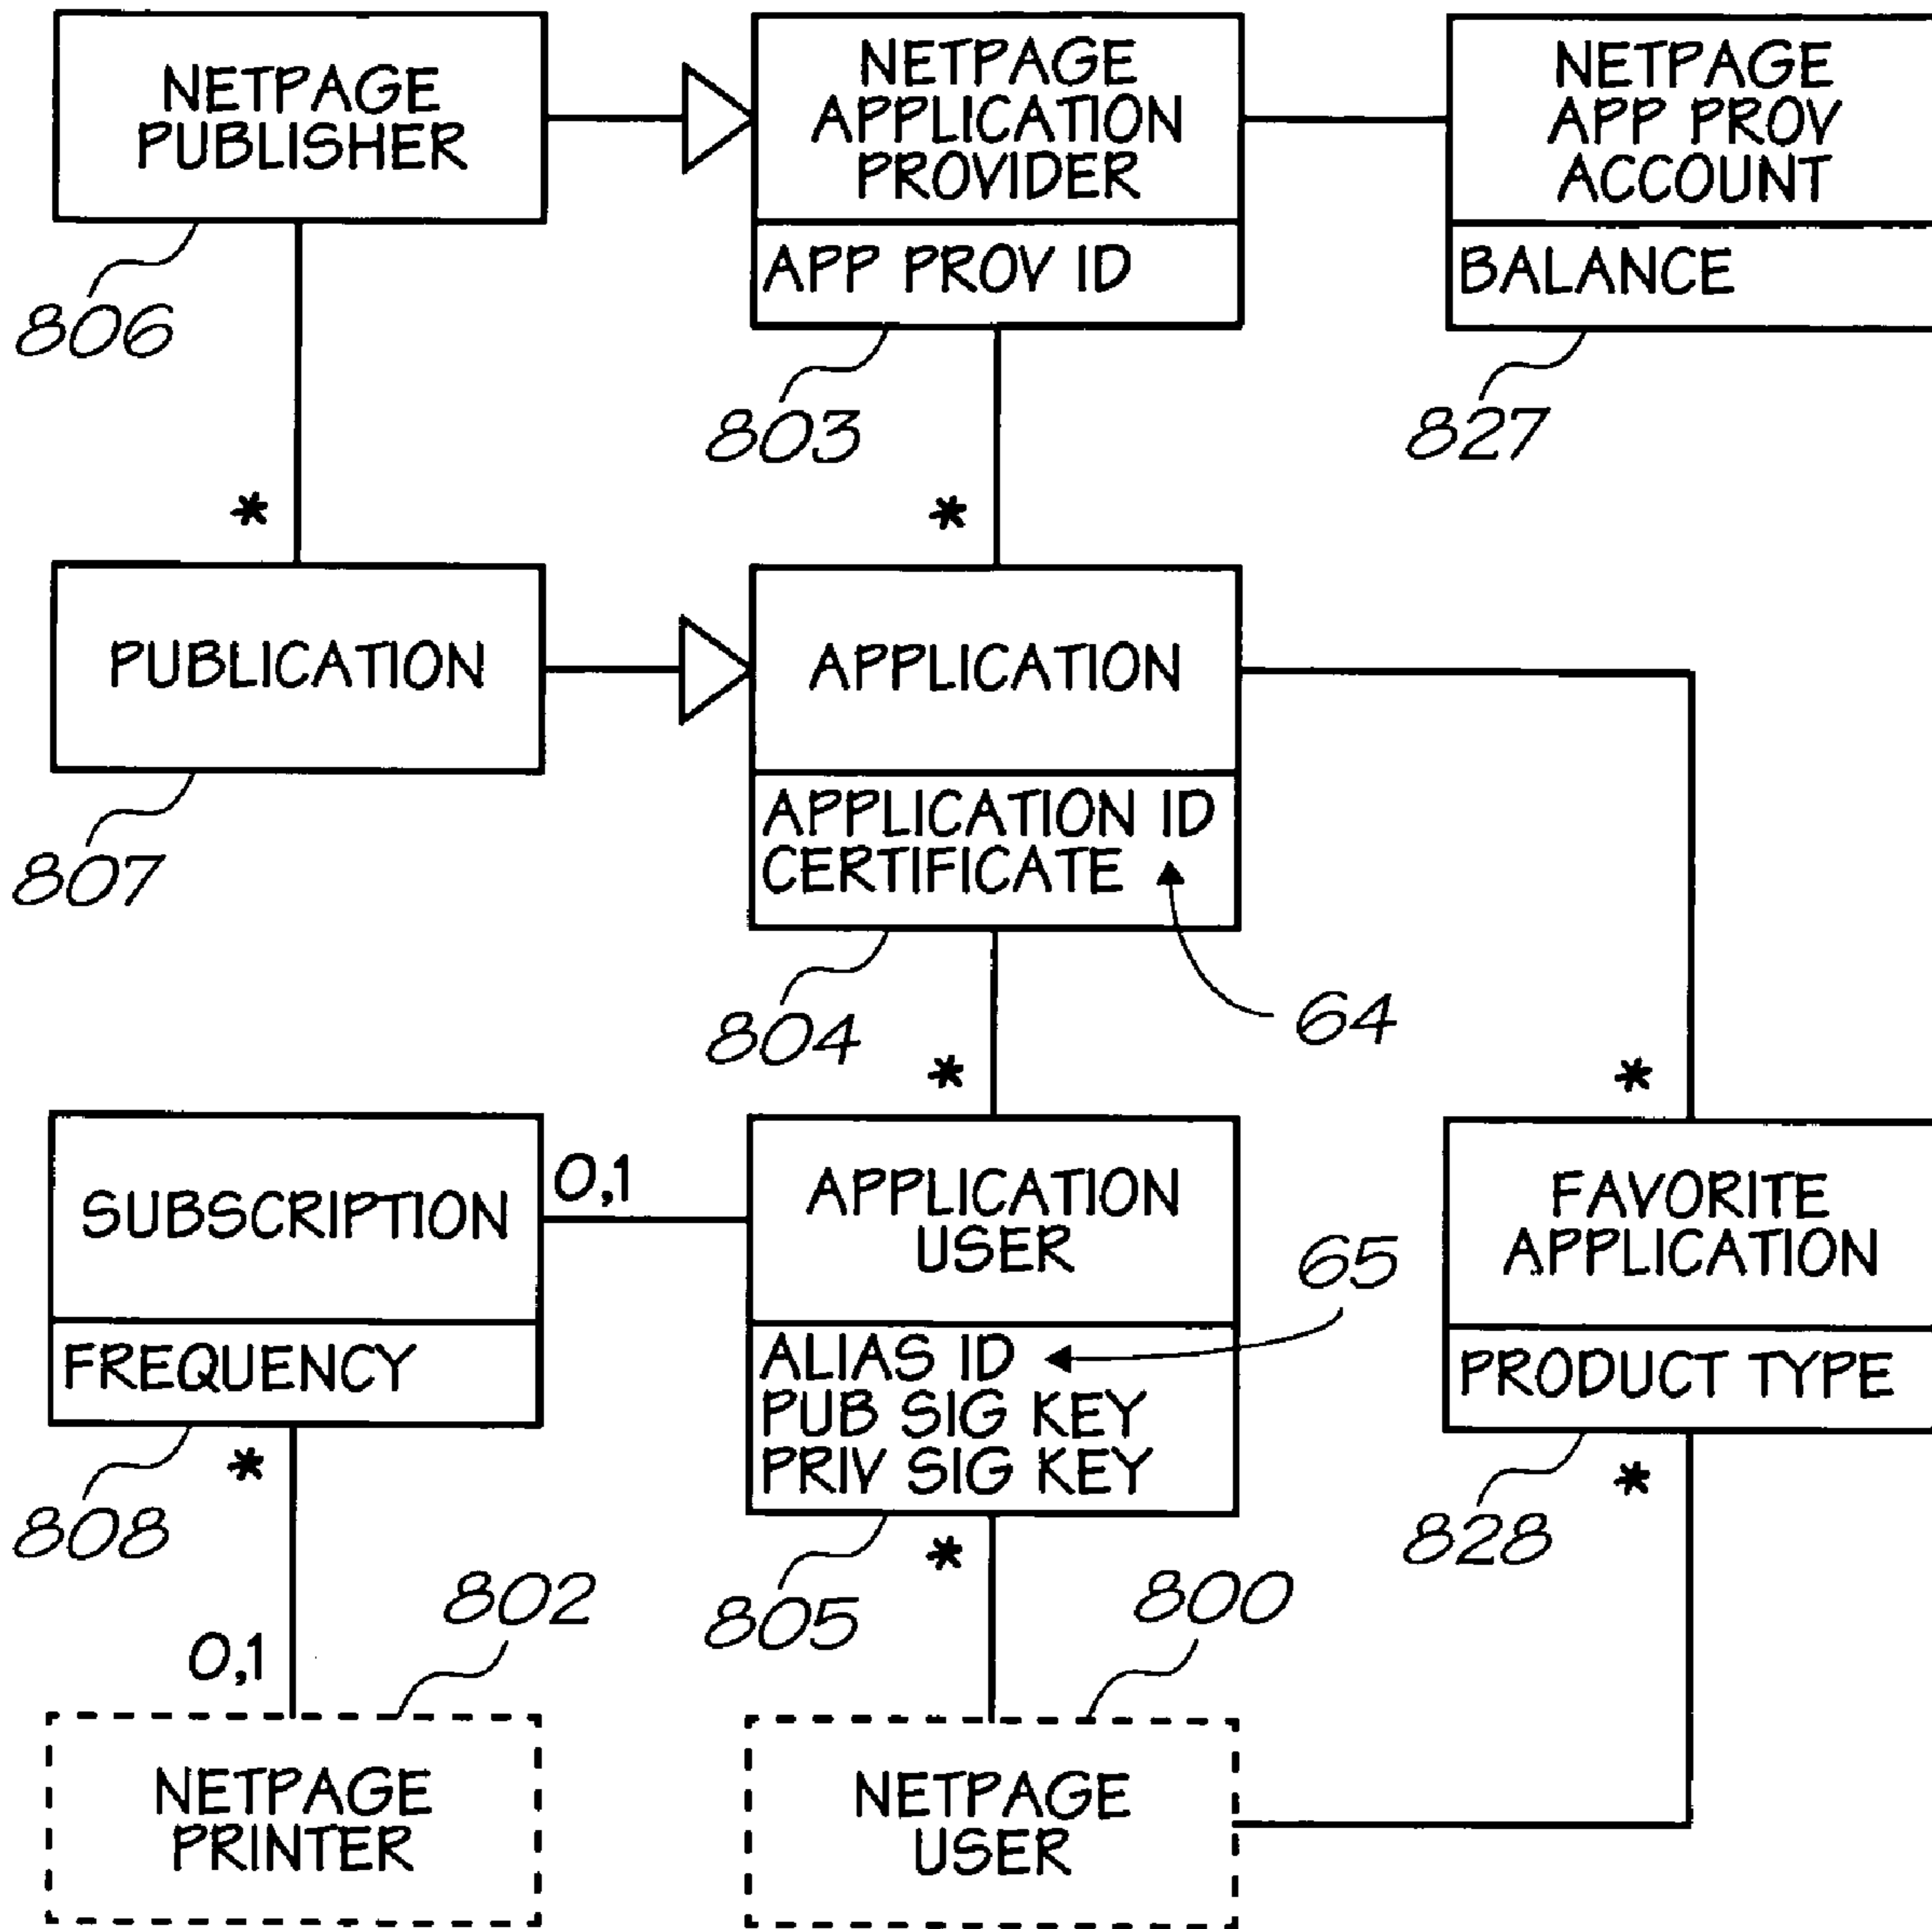 NETPAGE
PUBLISHER
NETPAGE
APPLICATION
PROVIDER
APP PROV ID
NETPAGE
APP PROV
ACCOUNT
BALANCE
806
803
827
*
*
PUBLICATION
APPLICATION
APPLICATION ID
CERTIFICATE
807
804
64
*
*
SUBSCRIPTION
FREQUENCY
0,1
APPLICATION
USER
ALIAS ID
PUB SIG KEY
PRIV SIG KEY
65
FAVORITE
APPLICATION
PRODUCT TYPE
808
*
805
*
828
*
802
800
0,1
NETPAGE
PRINTER
NETPAGE
USER